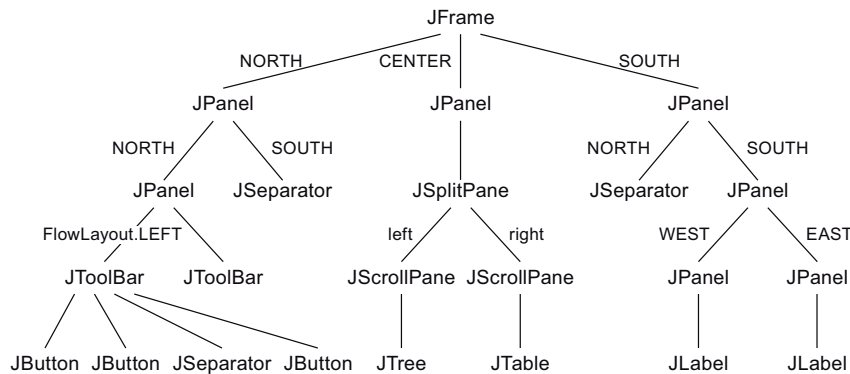 JFrame
NORTH CENTER SOUTH
JPanel JPanel JPanel
NORTH SOUTH NORTH SOUTH
JPanel JSeparator JSplitPane JSeparator JPanel
FlowLayout.LEFT left right WEST EAST
JToolBar JToolBar JScrollPane JScrollPane JPanel JPanel
JButton JButton JSeparator JButton JTree JTable JLabel JLabel